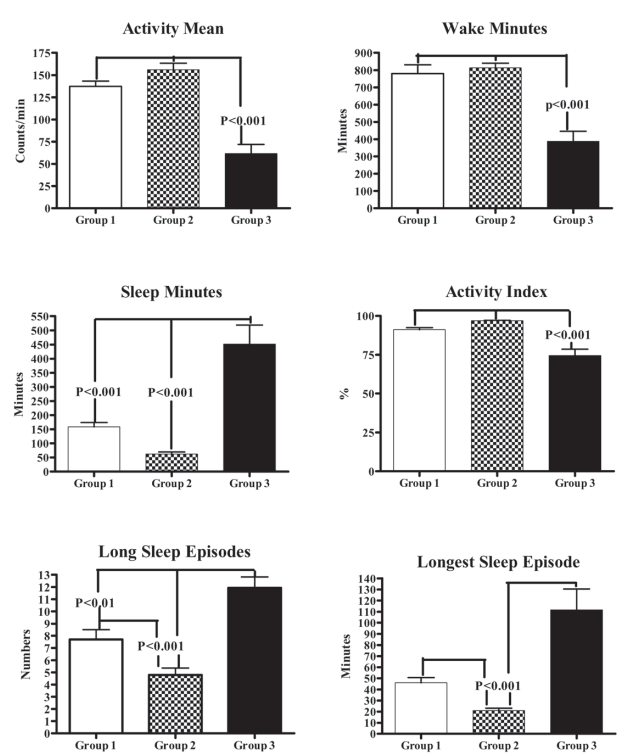 Activity Mean
Counts/min
175
150
125
100
75
50
25
0
P<0.001
Group 1 Group 2 Group 3
Wake Minutes
Minutes
900
800
700
600
500
400
300
200
100
0
p<0.001
Group 1 Group 2 Group 3
Sleep Minutes
Minutes
550
500
450
400
350
300
250
200
150
100
50
0
P<0.001 P<0.001
Group 1 Group 2 Group 3
Activity Index
%
100
75
50
25
0
P<0.001
Group 1 Group 2 Group 3
Long Sleep Episodes
Numbers
13
12
11
10
9
8
7
6
5
4
3
2
1
0
P<0.01
P<0.001
Group 1 Group 2 Group 3
Longest Sleep Episode
Minutes
140
130
120
110
100
90
80
70
60
50
40
30
20
10
0
P<0.001
Group 1 Group 2 Group 3